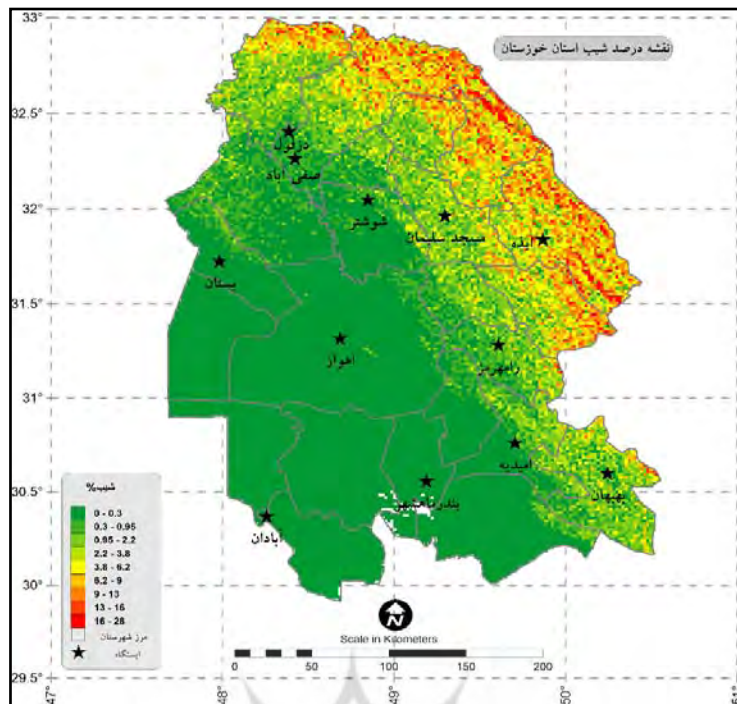 نقشه درصد شیب استان خوزستان
33°
32.5°
32°
31.5°
31°
30.5°
30°
29.5°
دزفول
صفی آباد
شوشتر
مسجد سلیمان
ایذه
بستان
اهواز
رامهرمز
امیدیه
بهبهان
بندرماهشهر
آبادان
شیب%
0 - 0.3
0.3 - 0.95
0.95 - 2.2
2.2 - 3.8
3.8 - 6.2
6.2 - 9
9 - 13
13 - 16
16 - 28
مرز شهرستان
ایستگاه
N
Scale in Kilometers
0 25 50 100 150 200
47° 48° 49° 50° 51°